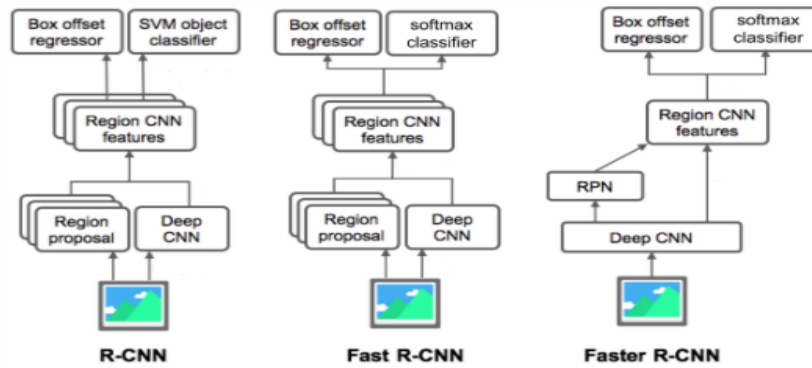 Box offset
regressor
SVM object
classifier
Region CNN
features
Region
proposal
Deep
CNN
R-CNN
Box offset
regressor
softmax
classifier
Region CNN
features
Region
proposal
Deep
CNN
Fast R-CNN
Box offset
regressor
softmax
classifier
Region CNN
features
RPN
Deep CNN
Faster R-CNN